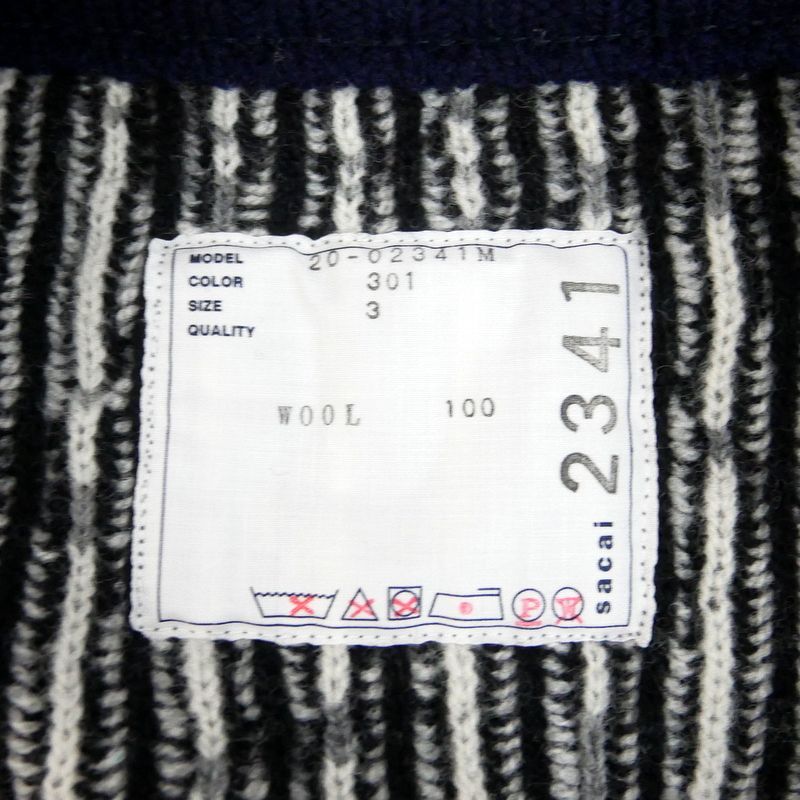 MODEL 20-02341M
COLOR 301
SIZE 3
QUALITY
WOOL 100
2341
sacai
P W